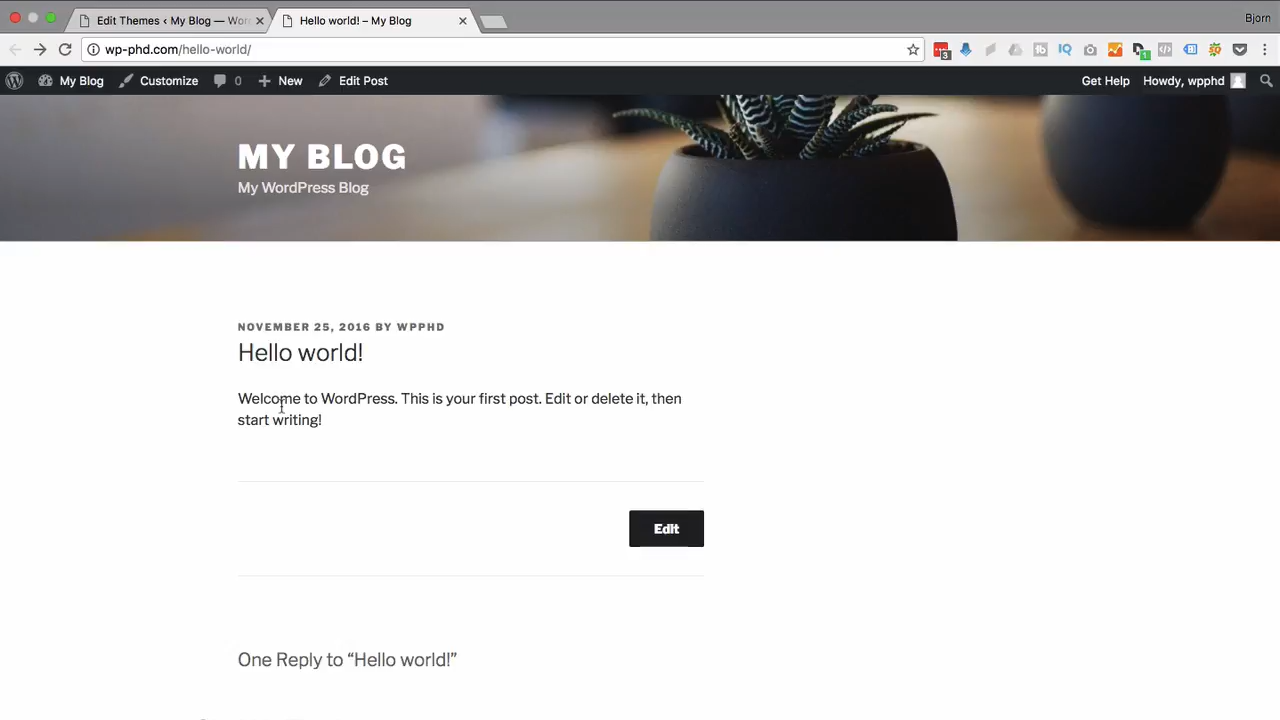 Edit Themes ‹ My Blog — Wor
Hello world! – My Blog
Bjorn
wp-phd.com/hello-world/
3
1
My Blog
Customize
0
New
Edit Post
Get Help
Howdy, wpphd
MY BLOG
My WordPress Blog
NOVEMBER 25, 2016 BY WPPHD
Hello world!
Welcome to WordPress. This is your first post. Edit or delete it, then
start writing!
Edit
One Reply to “Hello world!”